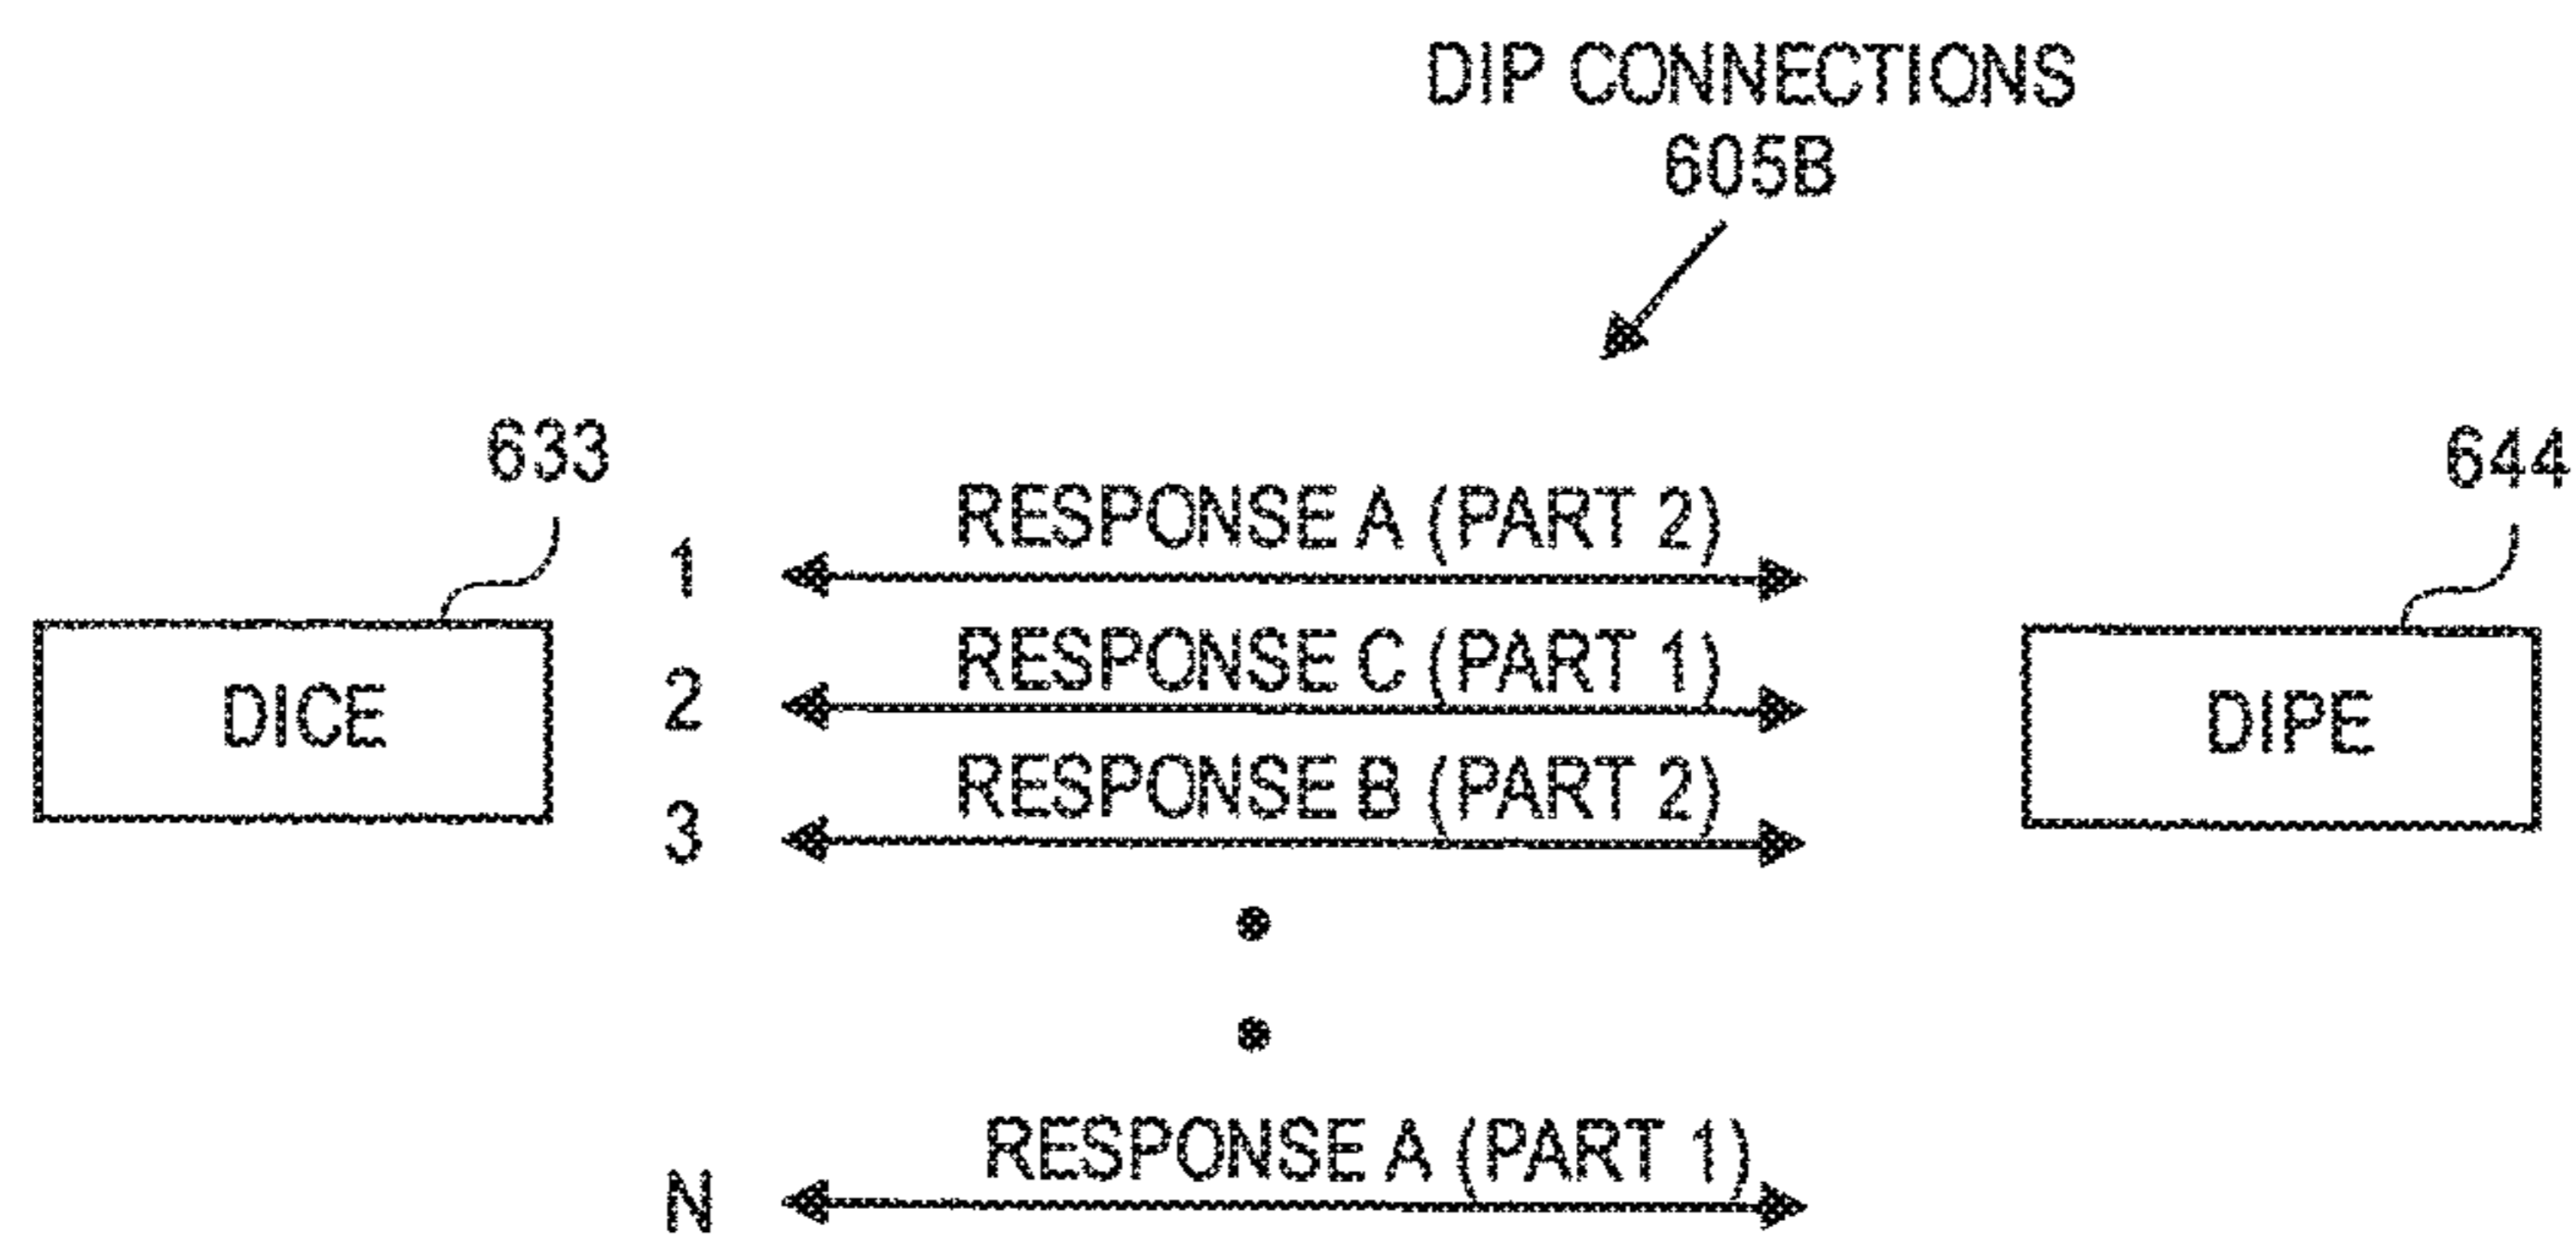 DIP CONNECTIONS
605B
633
644
RESPONSE A (PART 2)
1
RESPONSE C (PART 1)
2
DICE
DIPE
RESPONSE B (PART 2)
3
RESPONSE A (PART 1)
N